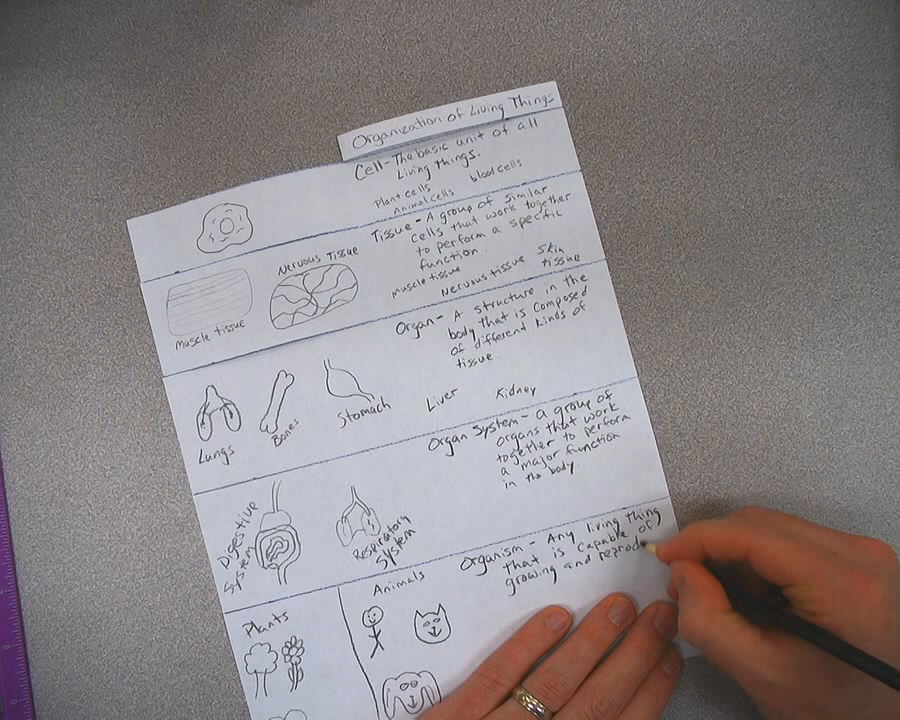 Organization of Living Things
Cell- The basic unit of all
Living things.
Plant cells
Animal cells
blood cells
Tissue - A group of similar
cells that work together
to perform a specific
function.
muscle tissue
Nervous tissue
Skin
tissue
Nervous Tissue
Muscle tissue
Organ- A structure in the
body that is composed
of different kinds of
tissue.
Liver
Kidney
Lungs
Bones
Stomach
Organ System - A group of
organs that work
together to perform
a major function
in the body
Digestive
System
Respiratory
System
Organism - Any living thing
that is capable of
growing and reprodu
Plants
Animals
8
9